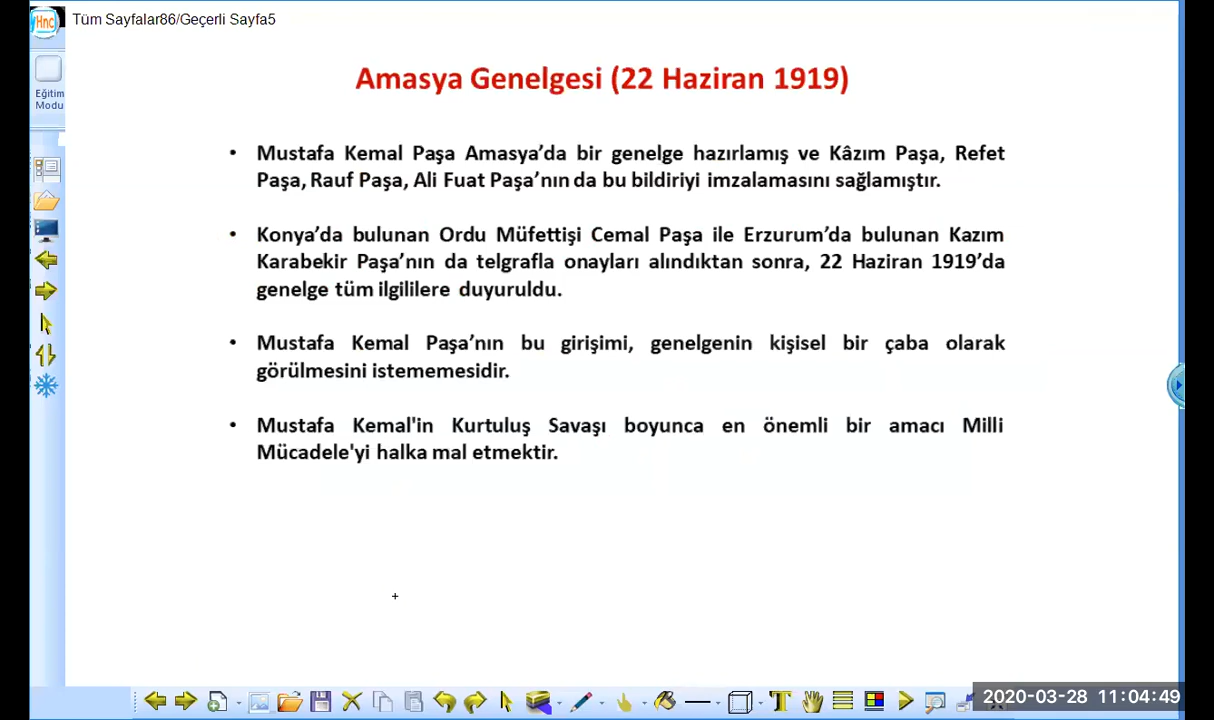 Hnc
Tüm Sayfalar86/Geçerli Sayfa5
Eğitim
Modu
Amasya Genelgesi (22 Haziran 1919)
• Mustafa Kemal Paşa Amasya’da bir genelge hazırlamış ve Kâzım Paşa, Refet
Paşa, Rauf Paşa, Ali Fuat Paşa’nın da bu bildiriyi imzalamasını sağlamıştır.
• Konya’da bulunan Ordu Müfettişi Cemal Paşa ile Erzurum’da bulunan Kazım
Karabekir Paşa’nın da telgrafla onayları alındıktan sonra, 22 Haziran 1919’da
genelge tüm ilgililere duyuruldu.
• Mustafa Kemal Paşa’nın bu girişimi, genelgenin kişisel bir çaba olarak
görülmesini istememesidir.
• Mustafa Kemal'in Kurtuluş Savaşı boyunca en önemli bir amacı Milli
Mücadele'yi halka mal etmektir.
2020-03-28 11:04:49